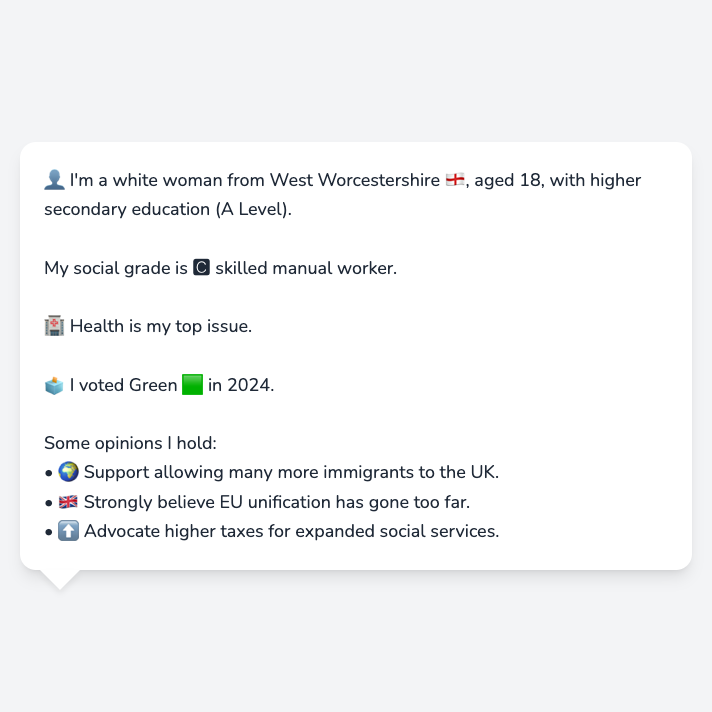 👤 I'm a white woman from West Worcestershire 🏴󠁧󠁢󠁥󠁮󠁧󠁿, aged 18, with higher
secondary education (A Level).
My social grade is 🅲 skilled manual worker.
🏥 Health is my top issue.
🗳️ I voted Green 🟩 in 2024.
Some opinions I hold:
• 🌍 Support allowing many more immigrants to the UK.
• 🇬🇧 Strongly believe EU unification has gone too far.
• ⬆️ Advocate higher taxes for expanded social services.